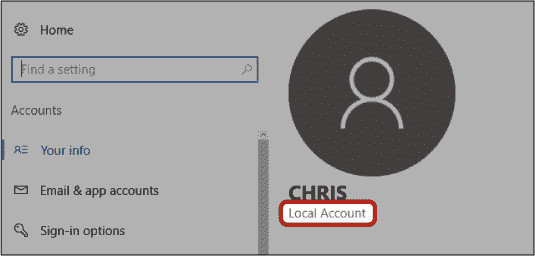 Home
Find a setting
Accounts
Your info
Email & app accounts
Sign-in options
CHRIS
Local Account